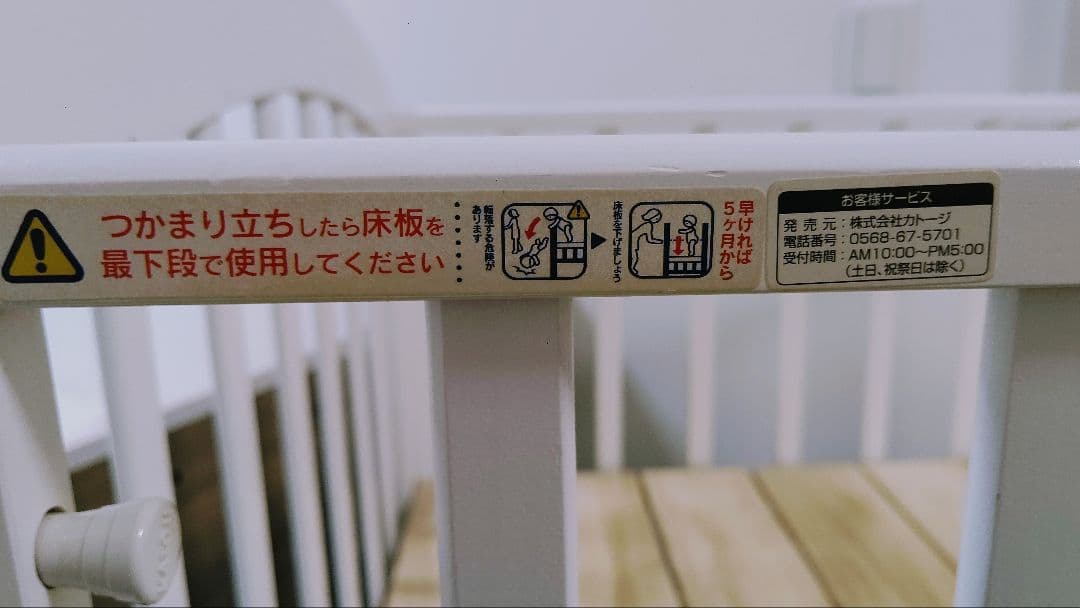 つかまり立ちしたら床板を
最下段で使用してください
転落する危険が
あります
床板を下げましょう
早ければ
5ヶ月から
お客様サービス
発売元：株式会社カトージ
電話番号：0568-67-5701
受付時間：AM10:00～PM5:00
（土日、祝祭日は除く）